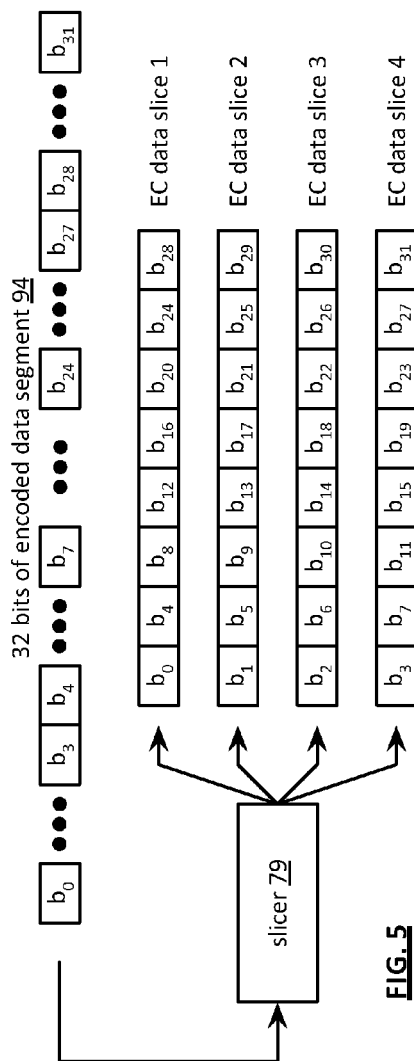 32 bits of encoded data segment 94
b0 b3 b4 b7 b24 b27 b28 b31
b0 b4 b8 b12 b16 b20 b24 b28 EC data slice 1
b1 b5 b9 b13 b17 b21 b25 b29 EC data slice 2
b2 b6 b10 b14 b18 b22 b26 b30 EC data slice 3
b3 b7 b11 b15 b19 b23 b27 b31 EC data slice 4
slicer 79
FIG. 5